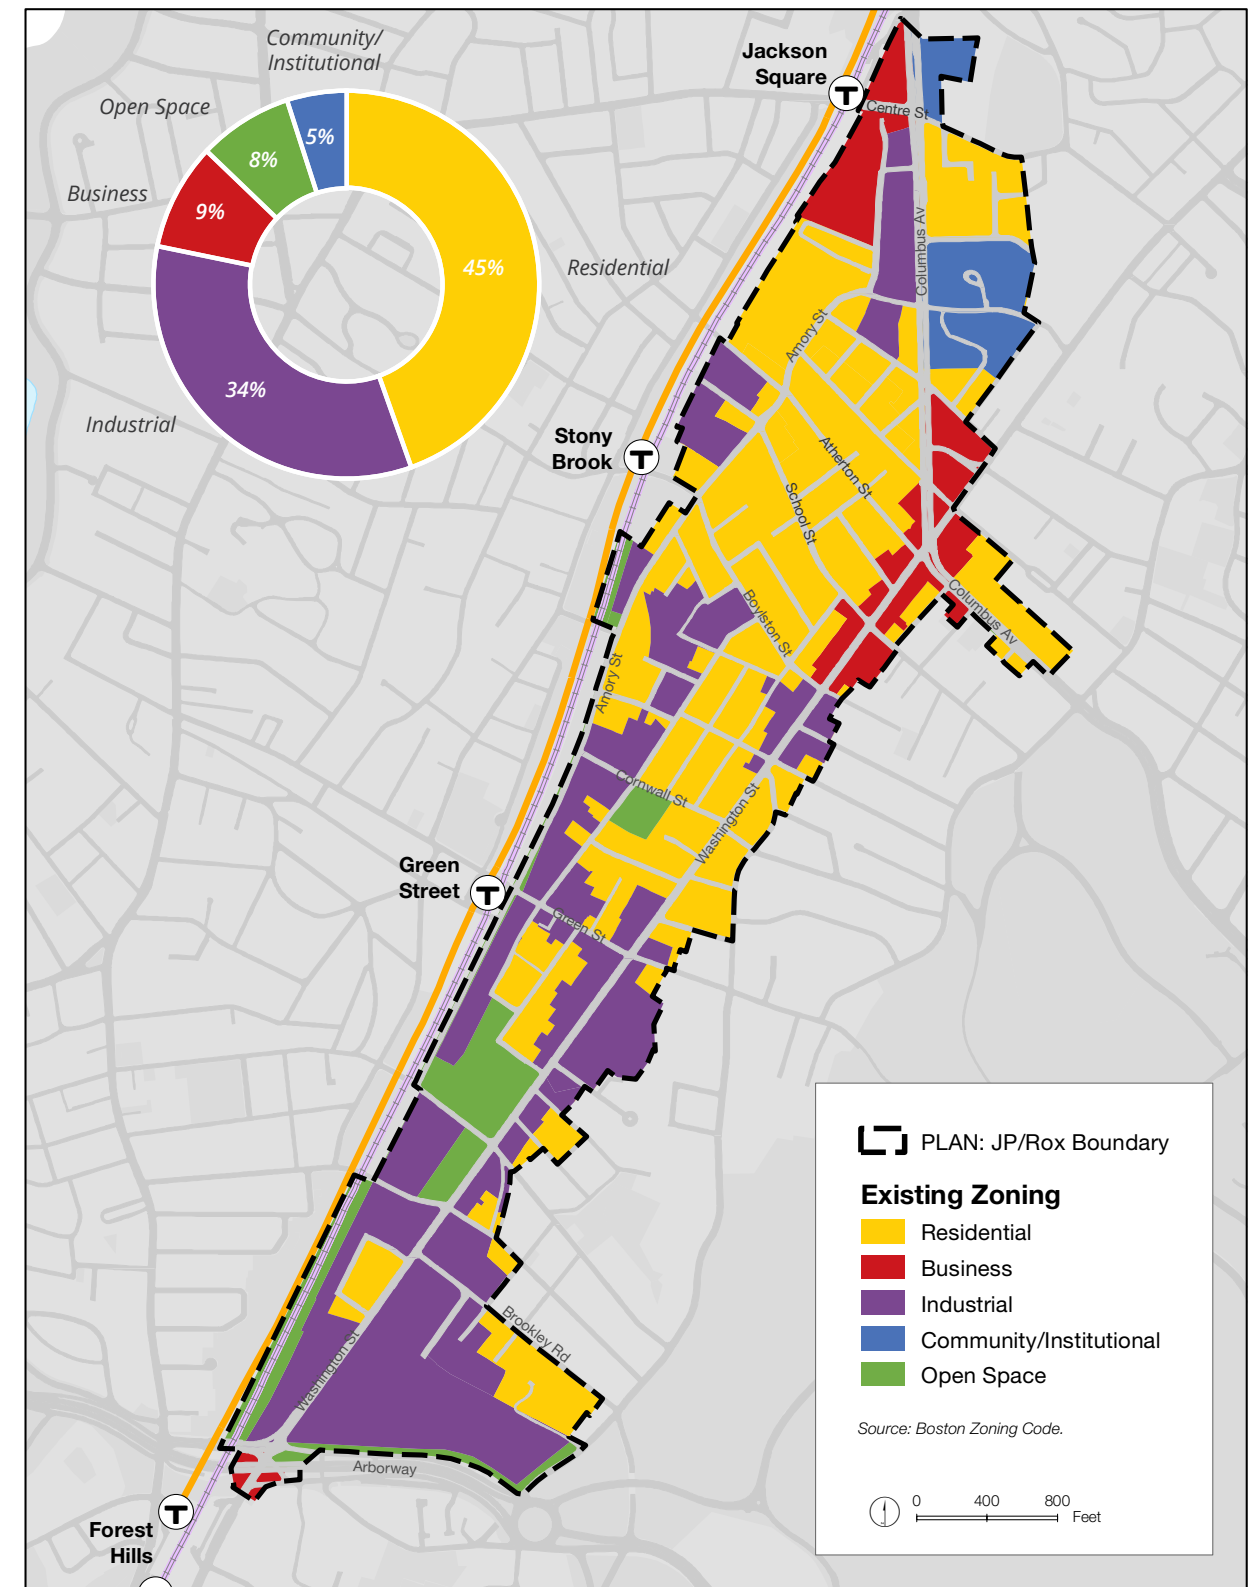 Community/
Institutional
Open Space
5%
8%
Business
9%
45%
Residential
34%
Industrial
Jackson
Square
T
Centre St
Columbus Av
Amory St
Stony
Brook
T
Atherton St
School St
Boylston St
Columbus Av
Amory St
Cornwall St
Washington St
Green
Street
T
Green St
Brookley Rd
Washington St
Arborway
Forest
Hills
T
PLAN: JP/Rox Boundary
Existing Zoning
Residential
Business
Industrial
Community/Institutional
Open Space
Source: Boston Zoning Code.
0 400 800
Feet